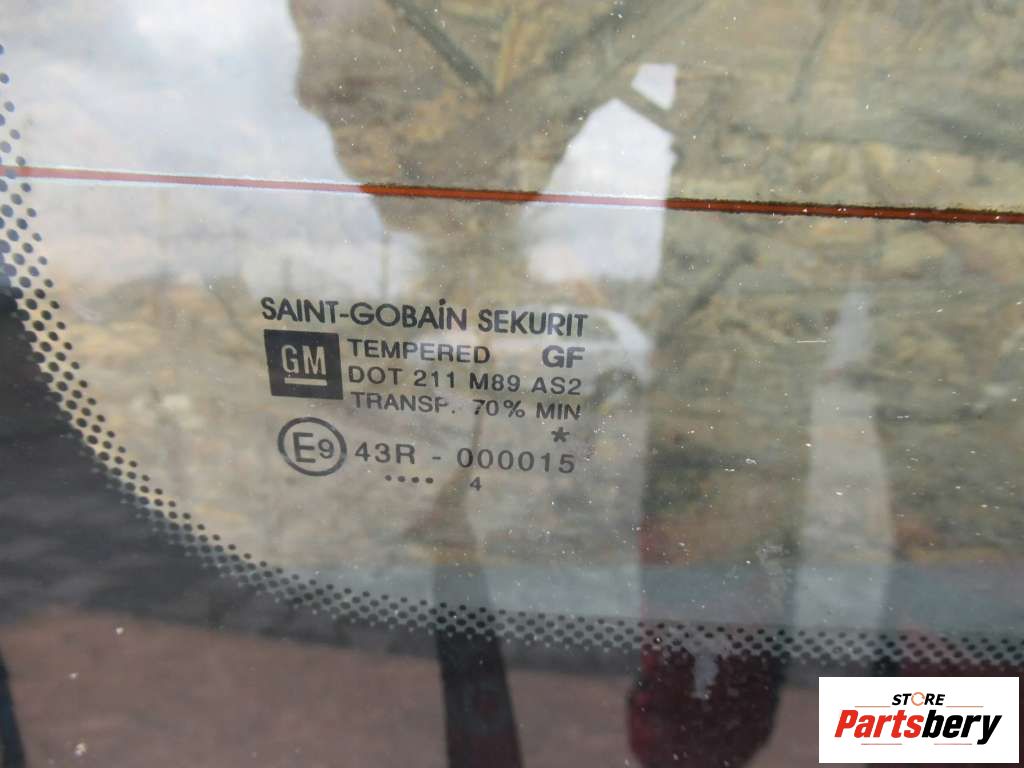 SAINT-GOBAIN SEKURIT
GM TEMPERED GF
DOT 211 M89 AS2
TRANSP. 70% MIN
*
E9 43R - 000015
.... 4
STORE
Partsbery